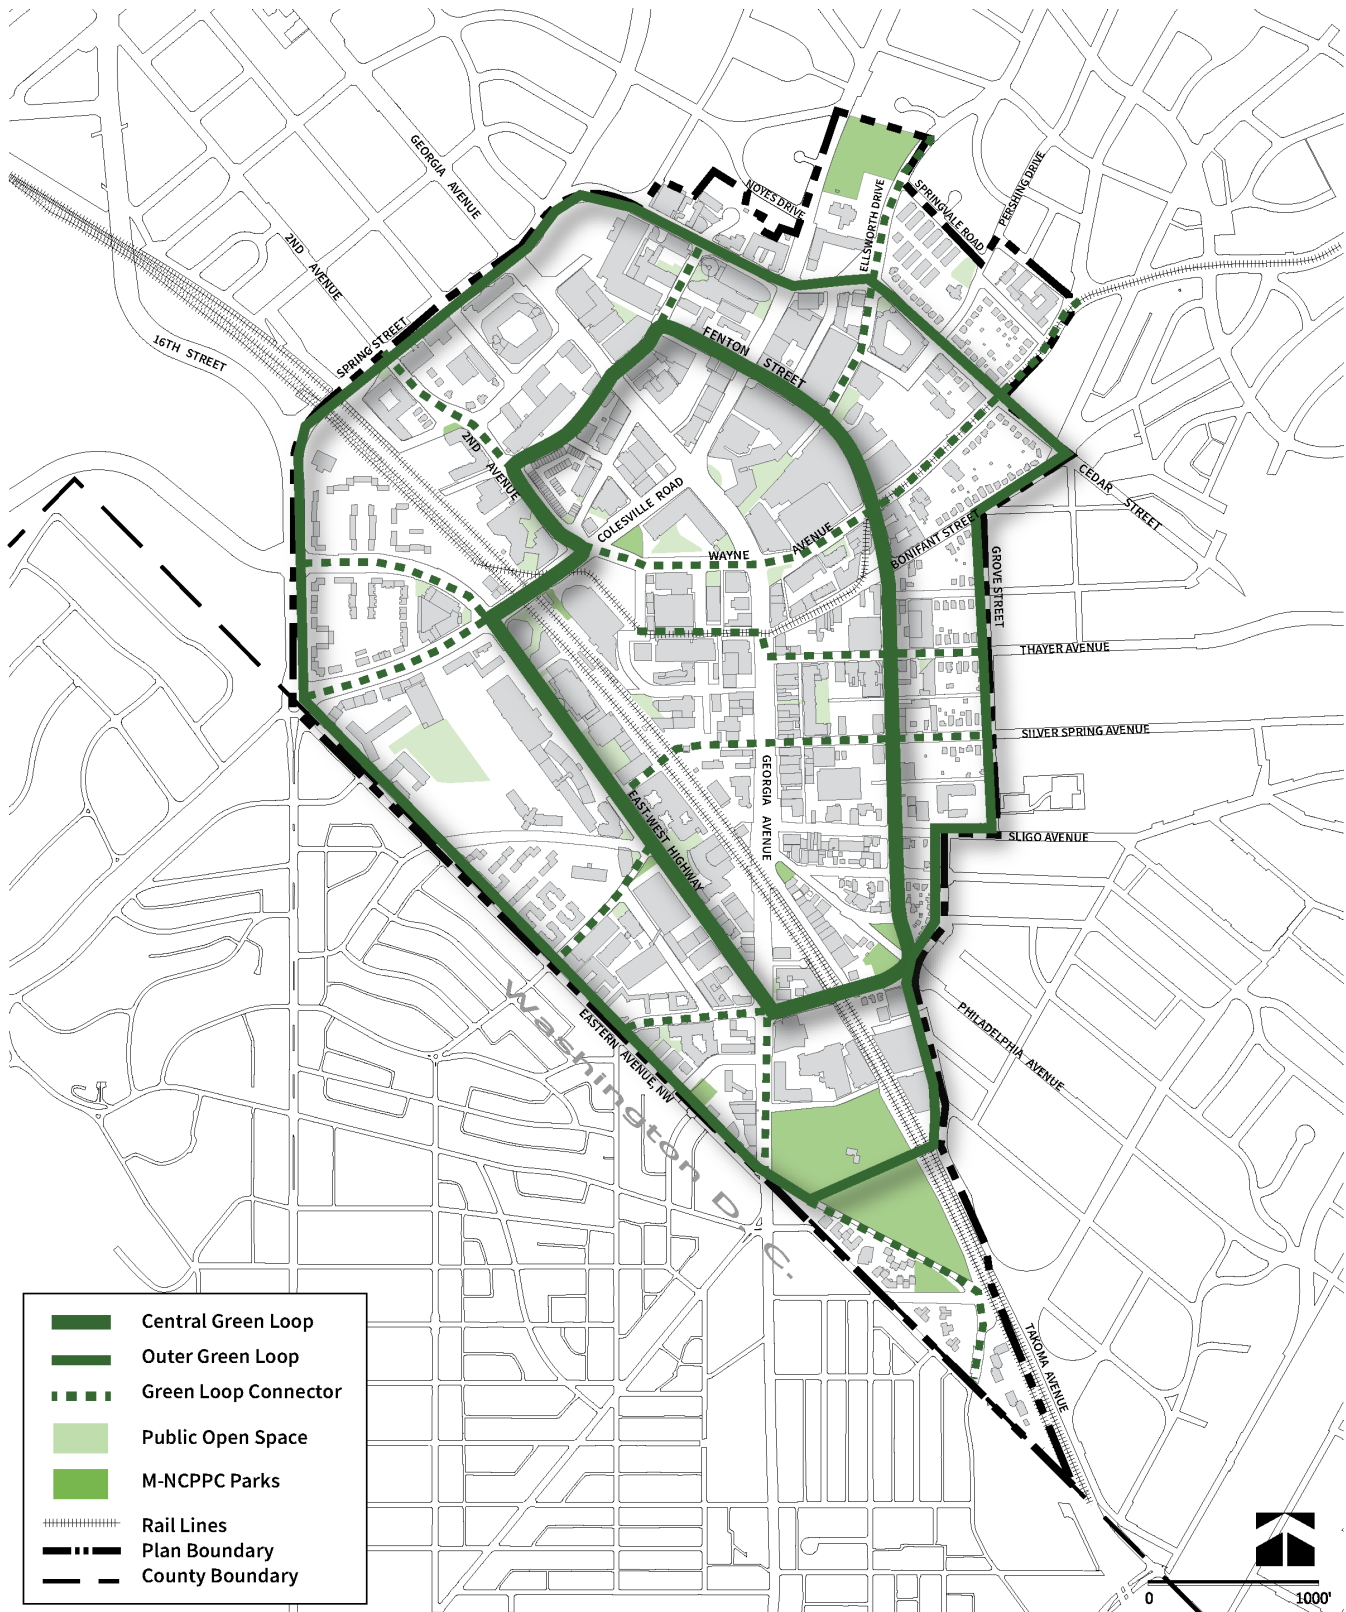 GEORGIA AVENUE
NOYES DRIVE
ELLSWORTH DRIVE
SPRINGVALE ROAD
PERSHING DRIVE
2ND AVENUE
16TH STREET
SPRING STREET
FENTON STREET
2ND AVENUE
COLESVILLE ROAD
WAYNE AVENUE
BONIFANT STREET
CEDAR STREET
GROVE STREET
THAYER AVENUE
SILVER SPRING AVENUE
GEORGIA AVENUE
EAST-WEST HIGHWAY
SLIGO AVENUE
PHILADELPHIA AVENUE
EASTERN AVENUE, NW
Washington D. C.
TAKOMA AVENUE
Central Green Loop
Outer Green Loop
Green Loop Connector
Public Open Space
M-NCPPC Parks
Rail Lines
Plan Boundary
County Boundary
0 1000'